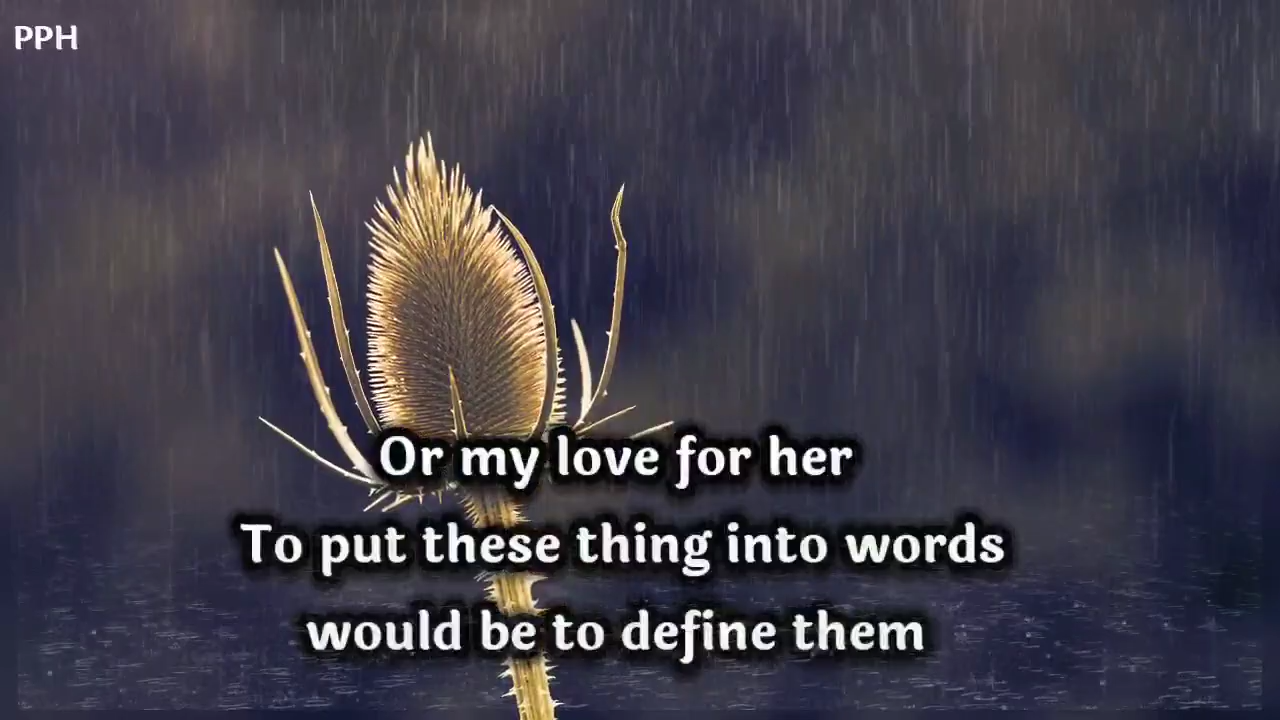 PPH
Or my love for her
To put these thing into words
would be to define them